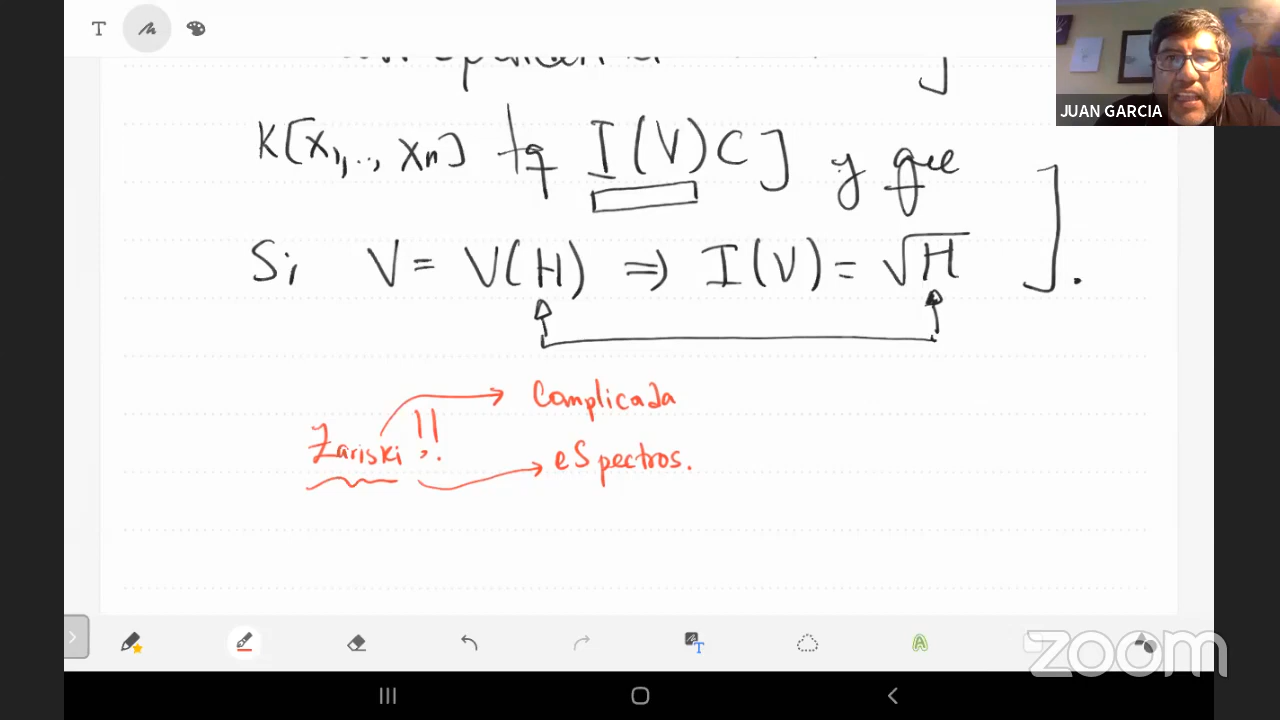 T
JUAN GARCIA
K[X1,.., Xn] tq I(V) C J y que
Si V = V(H) ⇒ I(V) = √H ].
Complicada
Zariski !!
espectros.
zoom